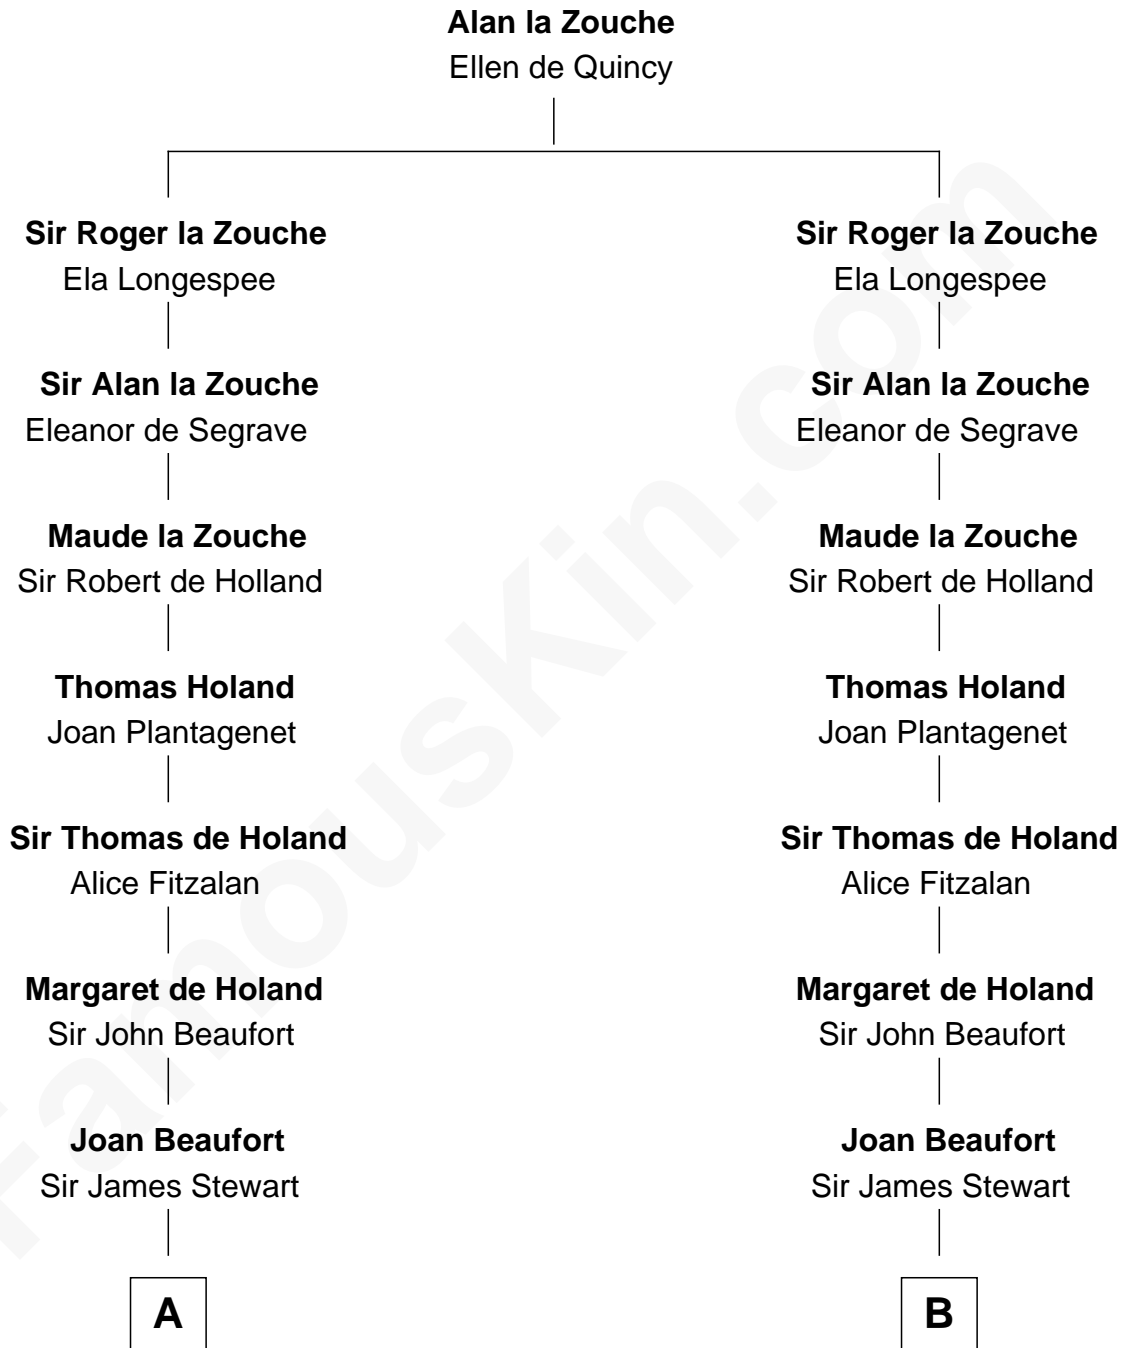 Alan la Zouche
Ellen de Quincy
Sir Roger la Zouche
Ela Longespee
Sir Roger la Zouche
Ela Longespee
Sir Alan la Zouche
Eleanor de Segrave
Sir Alan la Zouche
Eleanor de Segrave
Maude la Zouche
Sir Robert de Holland
Maude la Zouche
Sir Robert de Holland
Thomas Holand
Joan Plantagenet
Thomas Holand
Joan Plantagenet
Sir Thomas de Holand
Alice Fitzalan
Sir Thomas de Holand
Alice Fitzalan
Margaret de Holand
Sir John Beaufort
Margaret de Holand
Sir John Beaufort
Joan Beaufort
Sir James Stewart
Joan Beaufort
Sir James Stewart
A
B
FamousKin.com